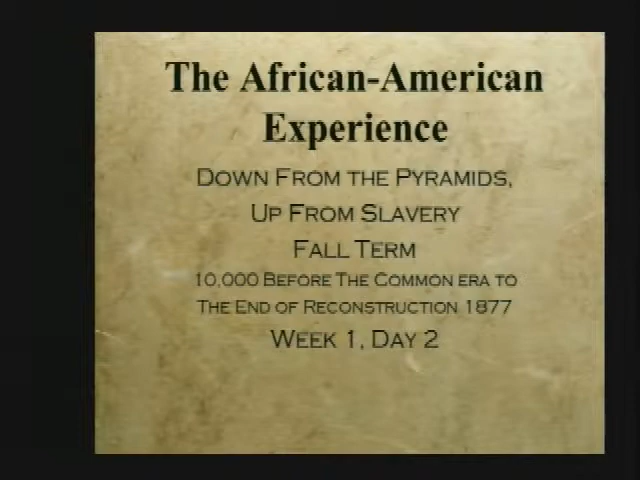 The African-American
Experience
Down From the Pyramids,
Up From Slavery
Fall Term
10,000 Before The Common era to
The End of Reconstruction 1877
Week 1, Day 2